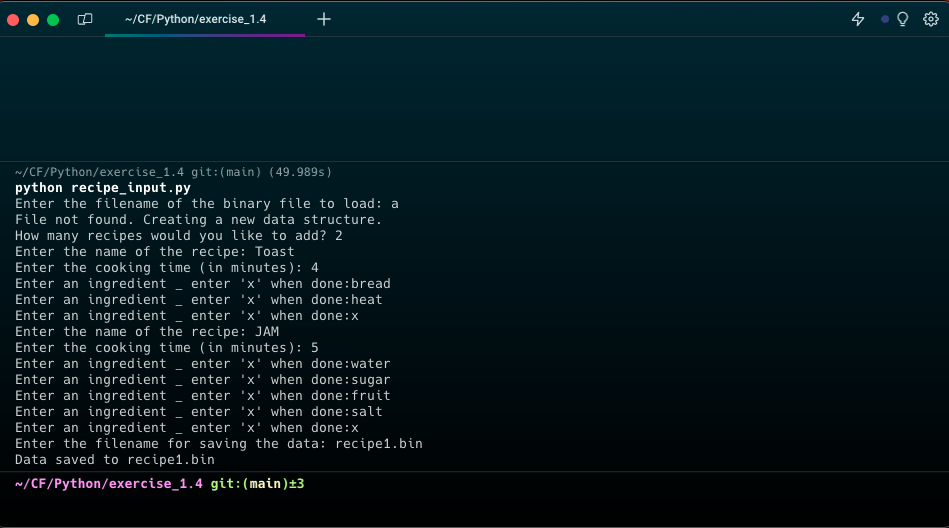 ~/CF/Python/exercise_1.4
~/CF/Python/exercise_1.4 git:(main) (49.989s)
python recipe_input.py
Enter the filename of the binary file to load: a
File not found. Creating a new data structure.
How many recipes would you like to add? 2
Enter the name of the recipe: Toast
Enter the cooking time (in minutes): 4
Enter an ingredient _ enter 'x' when done:bread
Enter an ingredient _ enter 'x' when done:heat
Enter an ingredient _ enter 'x' when done:x
Enter the name of the recipe: JAM
Enter the cooking time (in minutes): 5
Enter an ingredient _ enter 'x' when done:water
Enter an ingredient _ enter 'x' when done:sugar
Enter an ingredient _ enter 'x' when done:fruit
Enter an ingredient _ enter 'x' when done:salt
Enter an ingredient _ enter 'x' when done:x
Enter the filename for saving the data: recipe1.bin
Data saved to recipe1.bin
~/CF/Python/exercise_1.4 git:(main)±3